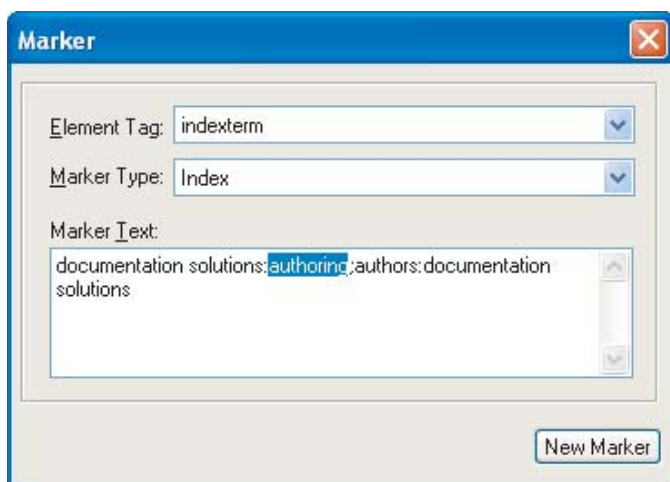 Marker
Element Tag: indexterm
Marker Type: Index
Marker Text:
documentation solutions:authoring;authors:documentation
solutions
New Marker